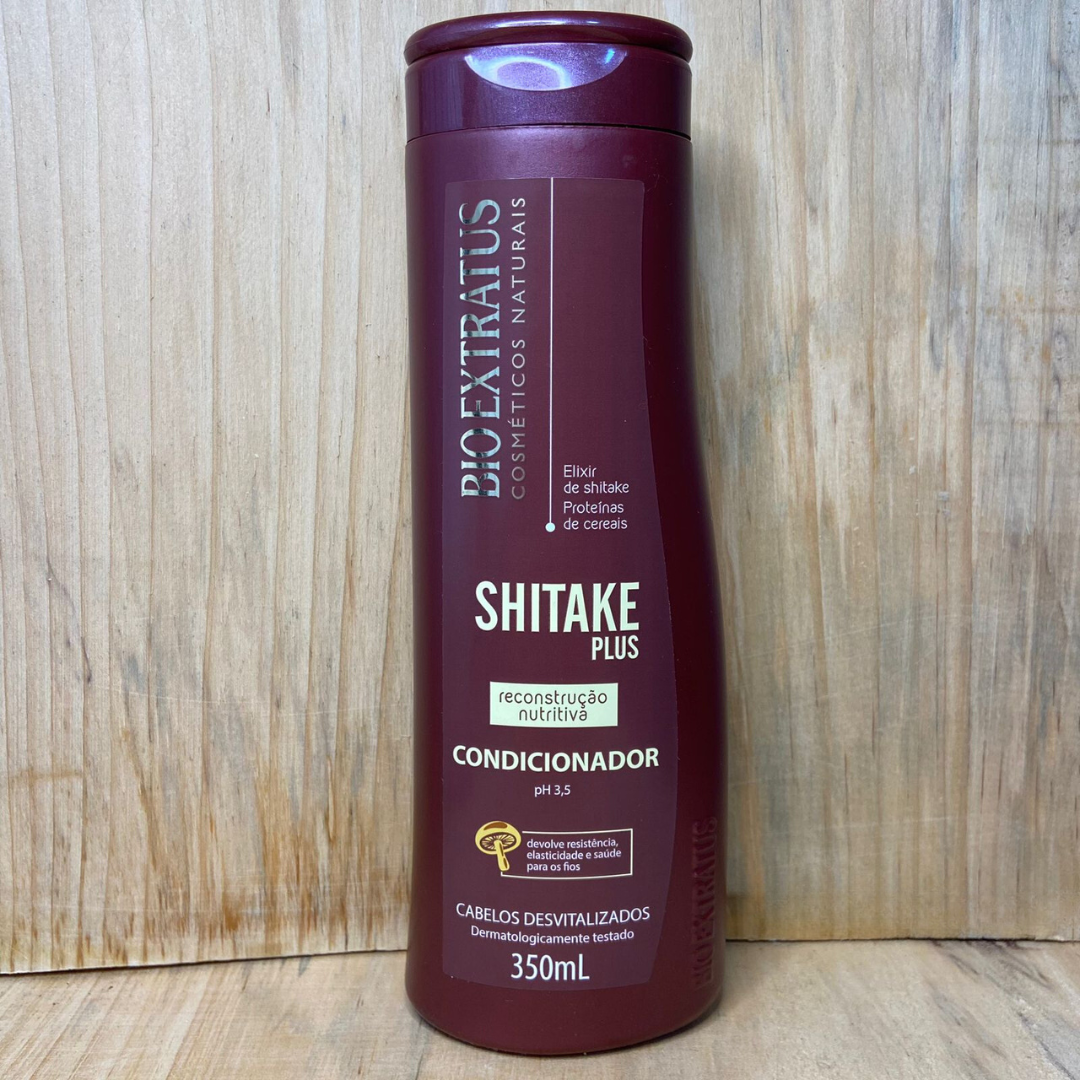 BIO EXTRATUS
COSMÉTICOS NATURAIS
Elixir
de shitake
Proteínas
de cereais
SHITAKE
PLUS
reconstrução
nutritiva
CONDICIONADOR
pH 3,5
devolve resistência,
elasticidade e saúde
para os fios
CABELOS DESVITALIZADOS
Dermatologicamente testado
350mL
BIO EXTRATUS